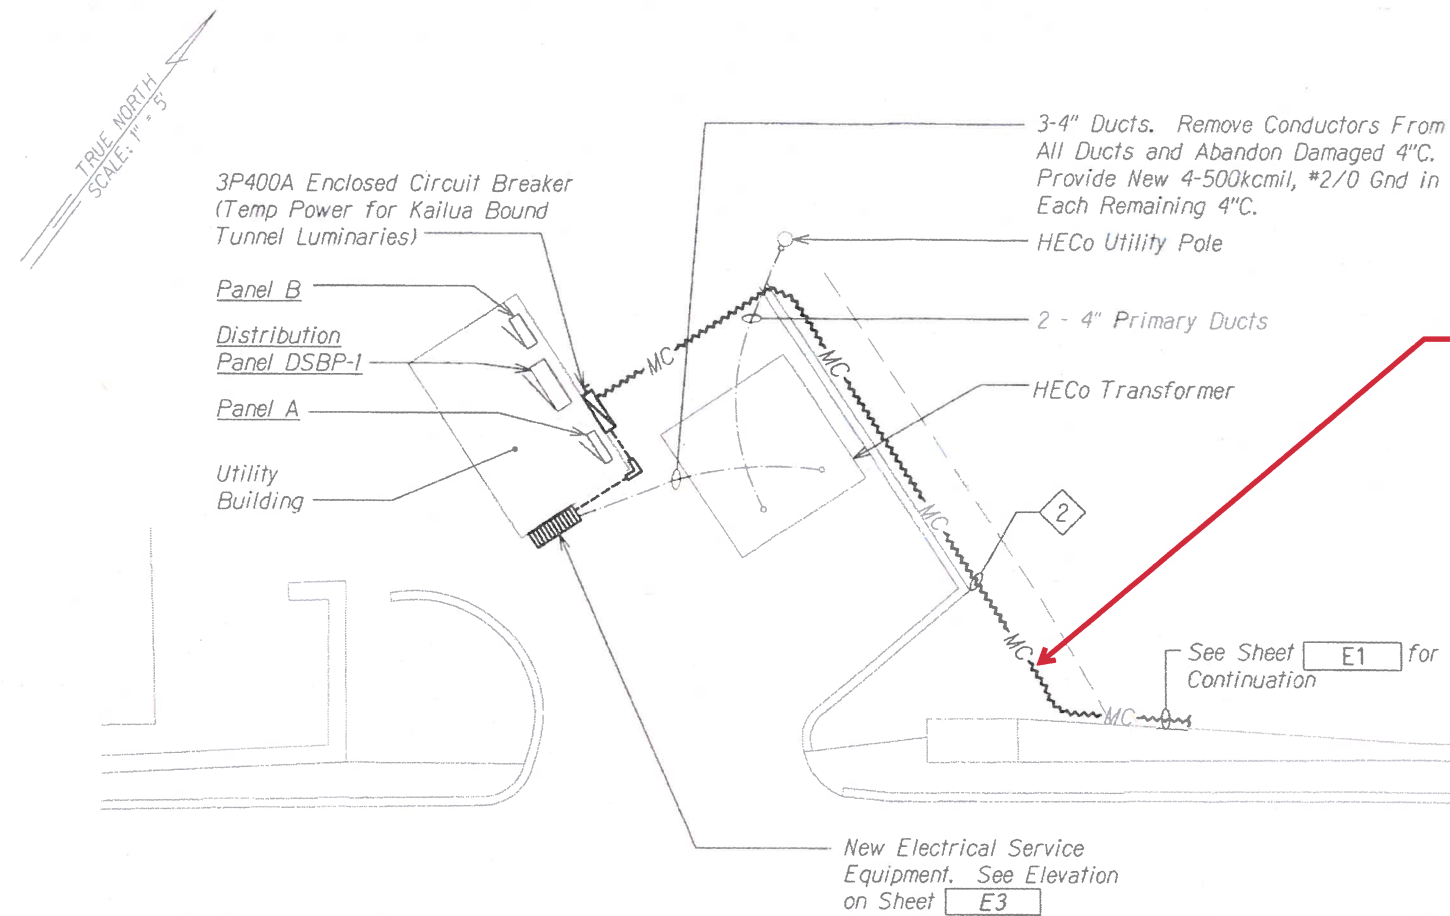 TRUE NORTH
SCALE: 1" = 5'
3P400A Enclosed Circuit Breaker
(Temp Power for Kailua Bound
Tunnel Luminaries)
Panel B
Distribution
Panel DSBP-1
Panel A
Utility
Building
3-4" Ducts. Remove Conductors From
All Ducts and Abandon Damaged 4"C.
Provide New 4-500kcmil, #2/0 Gnd in
Each Remaining 4"C.
HECo Utility Pole
2 - 4" Primary Ducts
HECo Transformer
MC
MC
MC
2
MC
MC
See Sheet E1 for
Continuation
New Electrical Service
Equipment. See Elevation
on Sheet E3